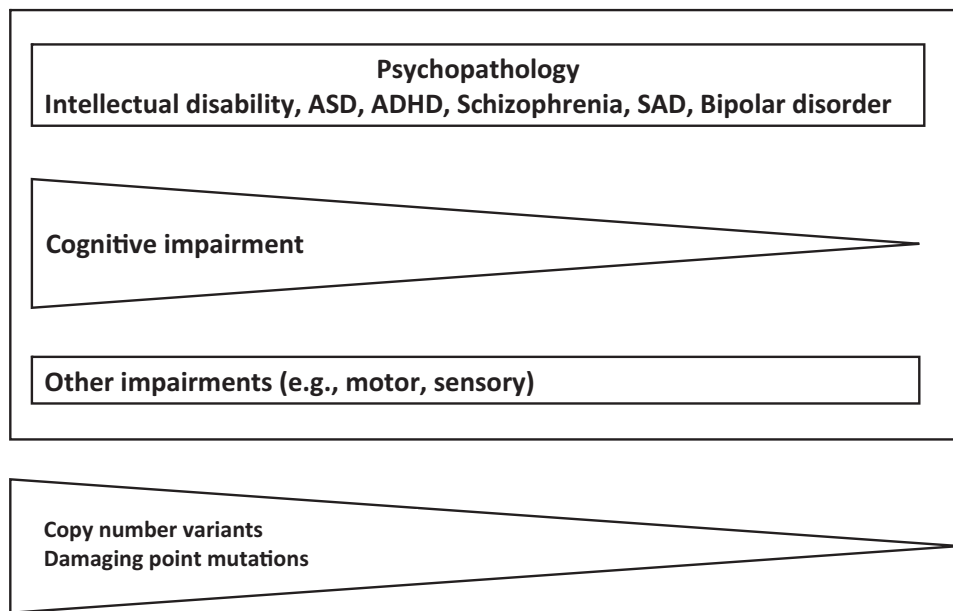 Psychopathology
Intellectual disability, ASD, ADHD, Schizophrenia, SAD, Bipolar disorder
Cognitive impairment
Other impairments (e.g., motor, sensory)
Copy number variants
Damaging point mutations